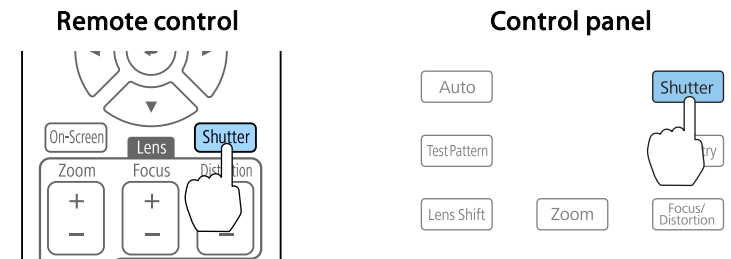 Remote control
On-Screen
Lens
Shutter
Zoom
Focus
+
+
−
−
−
Control panel
Auto
Shutter
Test Pattern
Lens Shift
Zoom
Focus/
Distortion